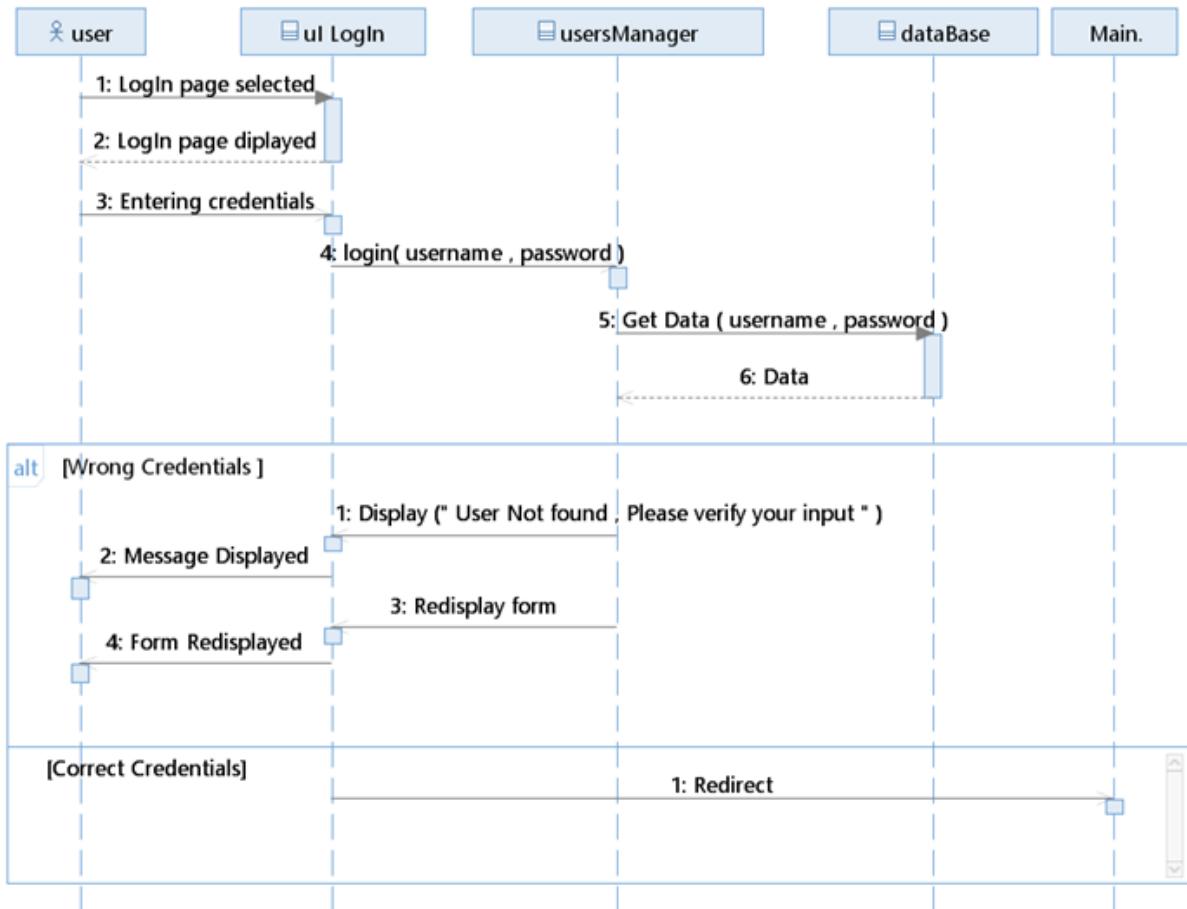 user
uI LogIn
usersManager
dataBase
Main.
1: LogIn page selected
2: LogIn page diplayed
3: Entering credentials
4: login( username , password )
5: Get Data ( username , password )
6: Data
alt
[Wrong Credentials ]
1: Display (" User Not found , Please verify your input " )
2: Message Displayed
3: Redisplay form
4: Form Redisplayed
[Correct Credentials]
1: Redirect